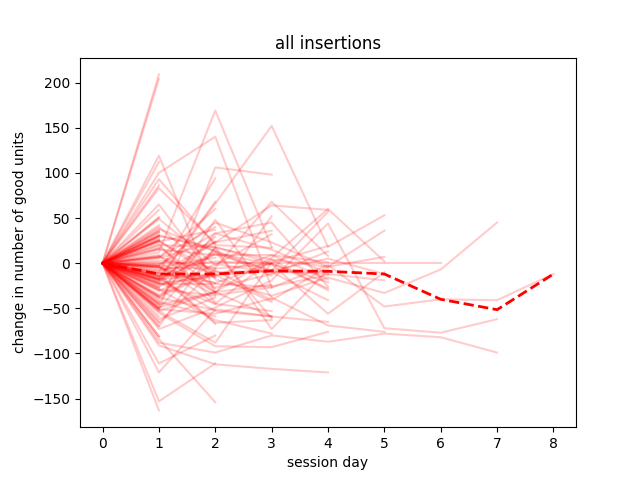 all insertions
change in number of good units
200
150
100
50
0
−50
−100
−150
0 1 2 3 4 5 6 7 8
session day